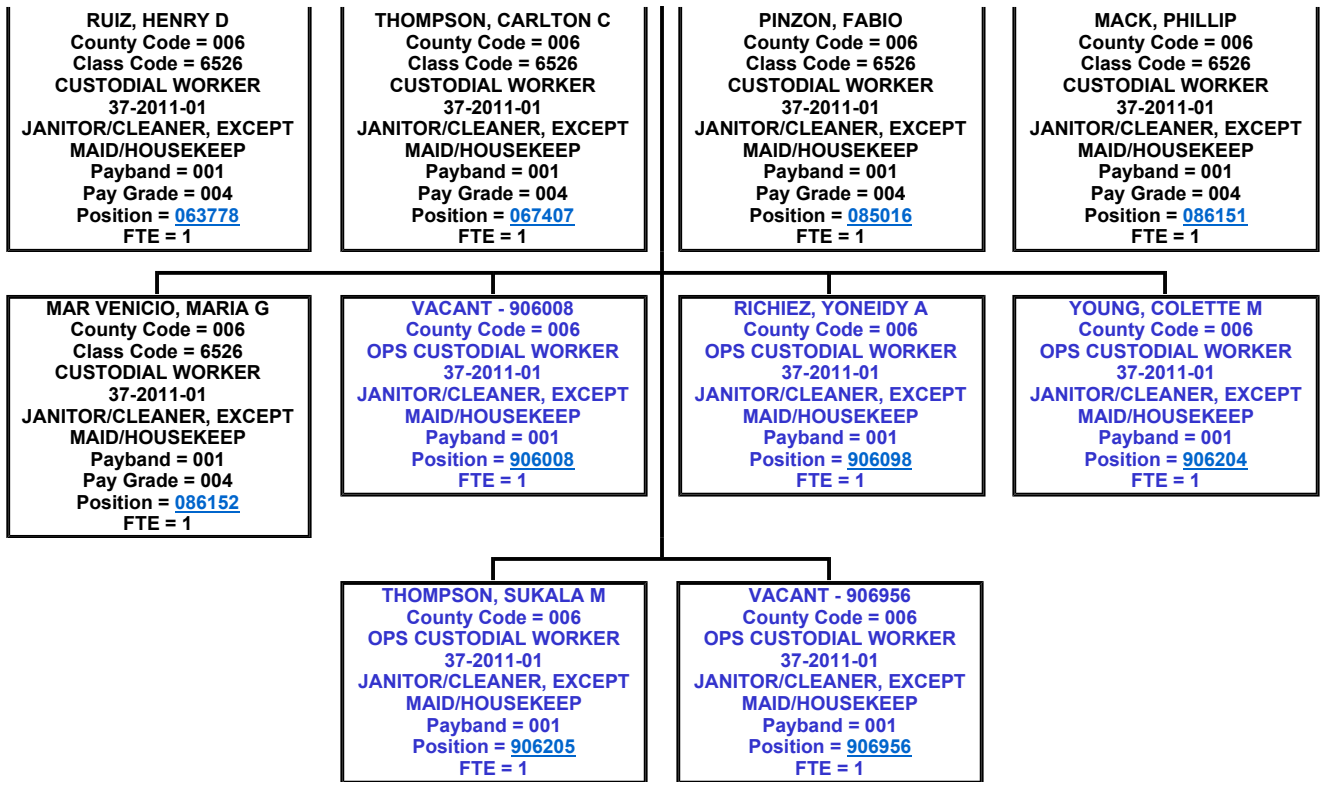 RUIZ, HENRY D
County Code = 006
Class Code = 6526
CUSTODIAL WORKER
37-2011-01
JANITOR/CLEANER, EXCEPT
MAID/HOUSEKEEP
Payband = 001
Pay Grade = 004
Position = 063778
FTE = 1
THOMPSON, CARLTON C
County Code = 006
Class Code = 6526
CUSTODIAL WORKER
37-2011-01
JANITOR/CLEANER, EXCEPT
MAID/HOUSEKEEP
Payband = 001
Pay Grade = 004
Position = 067407
FTE = 1
PINZON, FABIO
County Code = 006
Class Code = 6526
CUSTODIAL WORKER
37-2011-01
JANITOR/CLEANER, EXCEPT
MAID/HOUSEKEEP
Payband = 001
Pay Grade = 004
Position = 085016
FTE = 1
MACK, PHILLIP
County Code = 006
Class Code = 6526
CUSTODIAL WORKER
37-2011-01
JANITOR/CLEANER, EXCEPT
MAID/HOUSEKEEP
Payband = 001
Pay Grade = 004
Position = 086151
FTE = 1
MAR VENICIO, MARIA G
County Code = 006
Class Code = 6526
CUSTODIAL WORKER
37-2011-01
JANITOR/CLEANER, EXCEPT
MAID/HOUSEKEEP
Payband = 001
Pay Grade = 004
Position = 086152
FTE = 1
VACANT - 906008
County Code = 006
OPS CUSTODIAL WORKER
37-2011-01
JANITOR/CLEANER, EXCEPT
MAID/HOUSEKEEP
Payband = 001
Position = 906008
FTE = 1
RICHIEZ, YONEIDY A
County Code = 006
OPS CUSTODIAL WORKER
37-2011-01
JANITOR/CLEANER, EXCEPT
MAID/HOUSEKEEP
Payband = 001
Position = 906098
FTE = 1
YOUNG, COLETTE M
County Code = 006
OPS CUSTODIAL WORKER
37-2011-01
JANITOR/CLEANER, EXCEPT
MAID/HOUSEKEEP
Payband = 001
Position = 906204
FTE = 1
THOMPSON, SUKALA M
County Code = 006
OPS CUSTODIAL WORKER
37-2011-01
JANITOR/CLEANER, EXCEPT
MAID/HOUSEKEEP
Payband = 001
Position = 906205
FTE = 1
VACANT - 906956
County Code = 006
OPS CUSTODIAL WORKER
37-2011-01
JANITOR/CLEANER, EXCEPT
MAID/HOUSEKEEP
Payband = 001
Position = 906956
FTE = 1